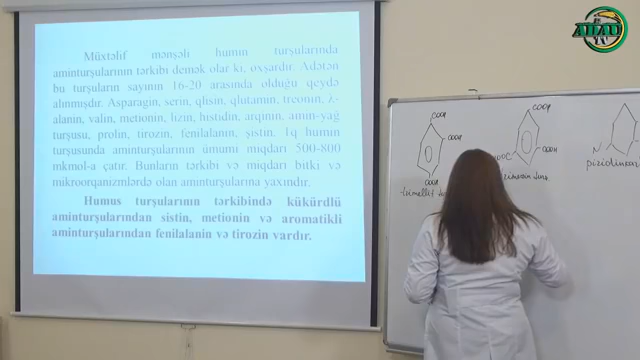 Müxtəlif mənşəli humin turşularında
aminturşularının tərkibi demək olar ki, oxşardır. Adətən
bu turşuların sayının 16-20 arasında olduğu qeydə
alınmışdır. Asparagin, serin, qlisin, qlutamin, treonin, λ-
alanin, valin, metionin, lizin, histidin, arginin, amin-yağ
turşusu, prolin, tirozin, fenilalanin, sistin. 1q humin
turşusunda aminturşularının ümumi miqdarı 500-800
mkmol-a çatır. Bunların tərkibi və miqdarı bitki və
mikroorqanizmlərdə olan aminturşularına yaxındır.
Humus turşularının tərkibində kükürdlü
aminturşularından sistin, metionin və aromatikli
aminturşularından fenilalanin və tirozin vardır.
COOH
COOH
COOH
trimellit
COOH
COOH
N
ADAU
TV